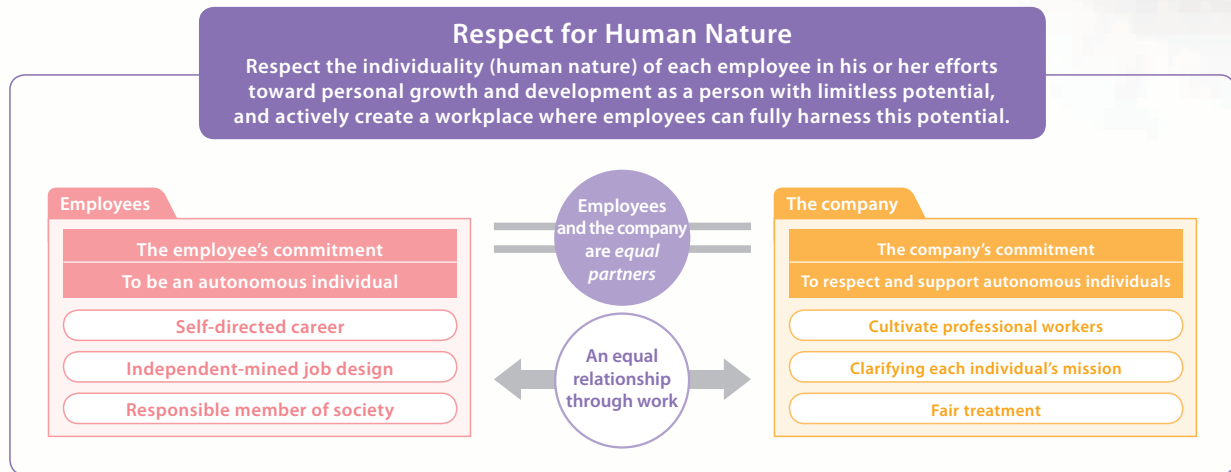 Respect for Human Nature
Respect the individuality (human nature) of each employee in his or her efforts
toward personal growth and development as a person with limitless potential,
and actively create a workplace where employees can fully harness this potential.
Employees
The employee's commitment
To be an autonomous individual
Self-directed career
Independent-mined job design
Responsible member of society
Employees
and the company
are equal
partners
An equal
relationship
through work
The company
The company's commitment
To respect and support autonomous individuals
Cultivate professional workers
Clarifying each individual's mission
Fair treatment